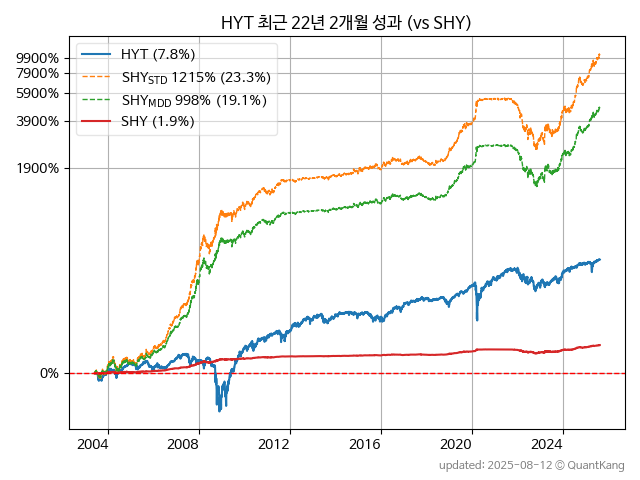 HYT 최근 22년 2개월 성과 (vs SHY)
HYT (7.8%)
SHY_STD 1215% (23.3%)
SHY_MDD 998% (19.1%)
SHY (1.9%)
9900%
7900%
5900%
3900%
1900%
0%
2004 2008 2012 2016 2020 2024
updated: 2025-08-12 © QuantKang